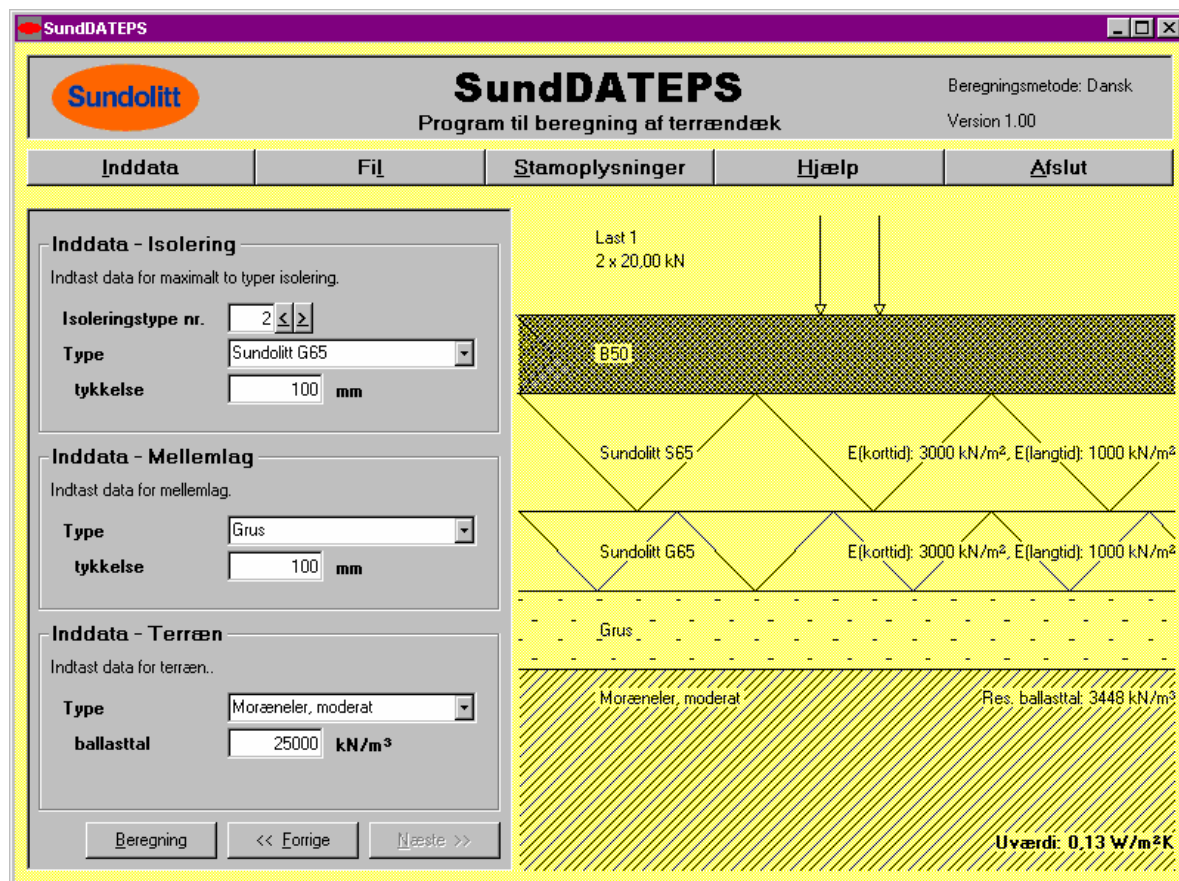 SundDATEPS
Sundolitt
SundDATEPS
Program til beregning af terrændæk
Beregningsmetode: Dansk
Version 1.00
Inddata
Fil
Stamoplysninger
Hjælp
Afslut
Inddata - Isolering
Indtast data for maximalt to typer isolering.
Isoleringstype nr. 2 < >
Type Sundolitt G65
tykkelse 100 mm
Inddata - Mellemlag
Indtast data for mellemlag.
Type Grus
tykkelse 100 mm
Inddata - Terræn
Indtast data for terræn..
Type Moræneler, moderat
ballasttal 25000 kN/m³
Beregning
<< Forrige
Næste >>
Last 1
2 x 20,00 kN
B50
Sundolitt S65 E(korttid): 3000 kN/m², E(langtid): 1000 kN/m²
Sundolitt G65 E(korttid): 3000 kN/m², E(langtid): 1000 kN/m²
Grus
Moræneler, moderat Res. ballasttal: 3448 kN/m³
Uværdi: 0,13 W/m²K